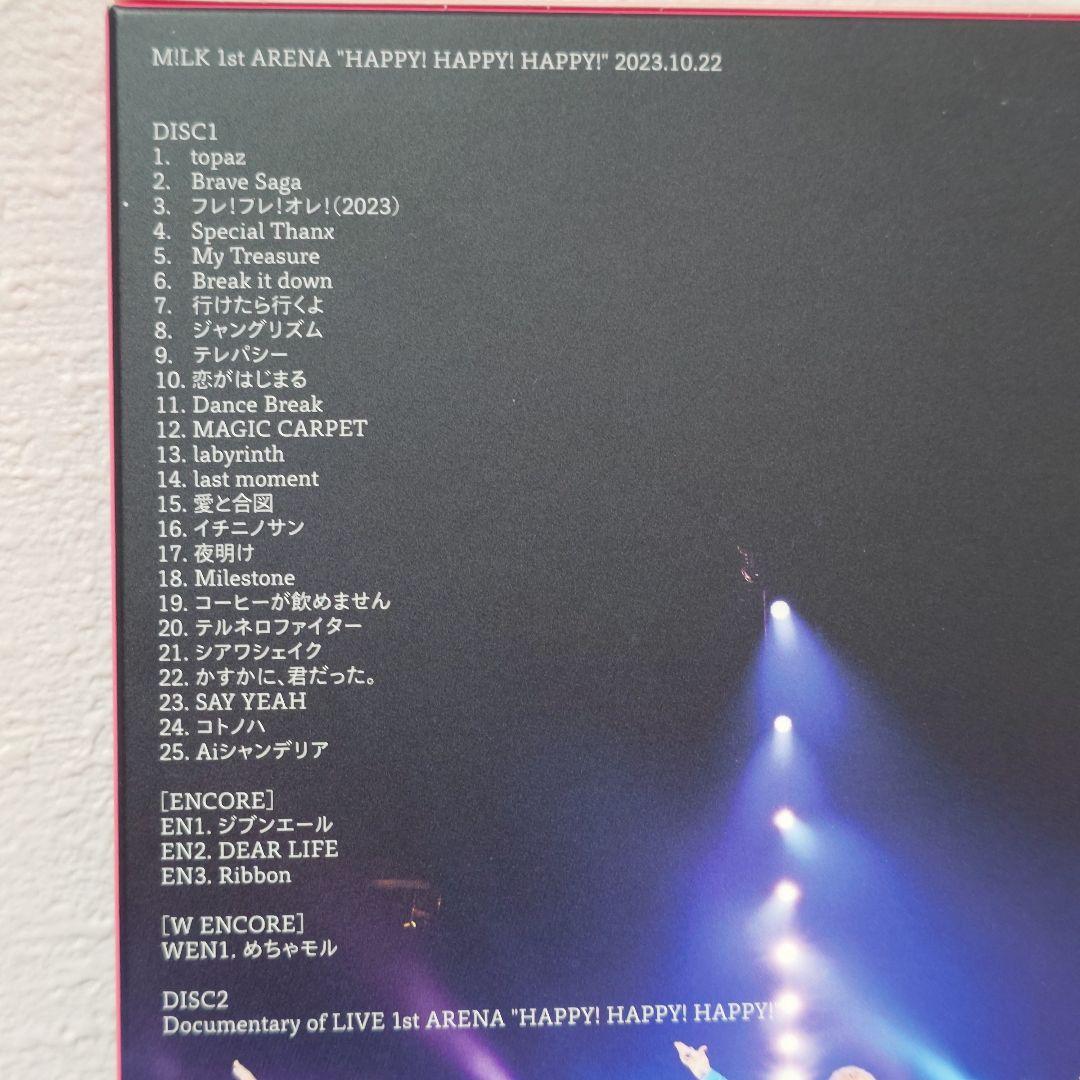 M!LK 1st ARENA "HAPPY! HAPPY! HAPPY!" 2023.10.22
DISC1
1. topaz
2. Brave Saga
3. フレ!フレ!オレ!(2023)
4. Special Thanx
5. My Treasure
6. Break it down
7. 行けたら行くよ
8. ジャングリズム
9. テレパシー
10. 恋がはじまる
11. Dance Break
12. MAGIC CARPET
13. labyrinth
14. last moment
15. 愛と合図
16. イチニノサン
17. 夜明け
18. Milestone
19. コーヒーが飲めません
20. テルネロファイター
21. シアワシェイク
22. かすかに、君だった。
23. SAY YEAH
24. コトノハ
25. Aiシャンデリア
[ENCORE]
EN1. ジブンエール
EN2. DEAR LIFE
EN3. Ribbon
[W ENCORE]
WEN1. めちゃモル
DISC2
Documentary of LIVE 1st ARENA "HAPPY! HAPPY! HAPPY!"